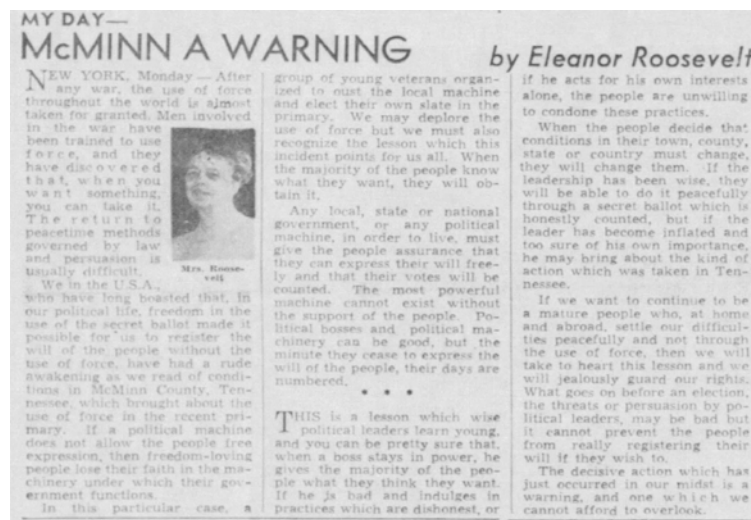 MY DAY—
McMINN A WARNING
by Eleanor Roosevelt
NEW YORK, Monday — After
any war, the use of force
throughout the world is almost
taken for granted. Men involved
in the war have
been trained to use
force, and they
have discovered
that, when you
want something,
you can take it.
The return to
peacetime methods
governed by law
and persuasion is
usually difficult.
Mrs. Roose-
velt
We in the U.S.A.,
who have long boasted that, in
our political life, freedom in the
use of the secret ballot made it
possible for us to register the
will of the people without the
use of force, have had a rude
awakening as we read of condi-
tions in McMinn County, Ten-
nessee, which brought about the
use of force in the recent pri-
mary. If a political machine
does not allow the people free
expression, then freedom-loving
people lose their faith in the ma-
chinery under which their gov-
ernment functions.
In this particular case, a
group of young veterans organ-
ized to oust the local machine
and elect their own slate in the
primary. We may deplore the
use of force but we must also
recognize the lesson which this
incident points for us all. When
the majority of the people know
what they want, they will ob-
tain it.
Any local, state or national
government, or any political
machine, in order to live, must
give the people assurance that
they can express their will free-
ly and that their votes will be
counted. The most powerful
machine cannot exist without
the support of the people. Po-
litical bosses and political ma-
chinery can be good, but the
minute they cease to express the
will of the people, their days are
numbered.
* * *
THIS is a lesson which wise
political leaders learn young,
and you can be pretty sure that,
when a boss stays in power, he
gives the majority of the peo-
ple what they think they want.
If he is bad and indulges in
practices which are dishonest, or
if he acts for his own interests
alone, the people are unwilling
to condone these practices.
When the people decide that
conditions in their town, county,
state or country must change,
they will change them. If the
leadership has been wise, they
will be able to do it peacefully
through a secret ballot which is
honestly counted, but if the
leader has become inflated and
too sure of his own importance,
he may bring about the kind of
action which was taken in Ten-
nessee.
If we want to continue to be
a mature people who, at home
and abroad, settle our difficul-
ties peacefully and not through
the use of force, then we will
take to heart this lesson and we
will jealously guard our rights.
What goes on before an election,
the threats or persuasion by po-
litical leaders, may be bad but
it cannot prevent the people
from really registering their
will if they wish to.
The decisive action which has
just occurred in our midst is a
warning, and one which we
cannot afford to overlook.